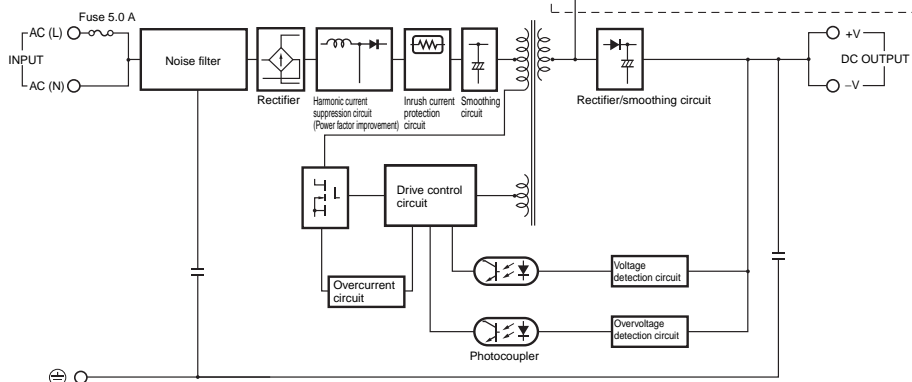 Fuse 5.0 A
AC (L)
INPUT
AC (N)
Noise filter
Rectifier
Harmonic current
suppression circuit
(Power factor improvement)
Inrush current
protection
circuit
Smoothing
circuit
Rectifier/smoothing circuit
+V
DC OUTPUT
–V
Drive control
circuit
Overcurrent
circuit
Voltage
detection circuit
Overvoltage
detection circuit
Photocoupler